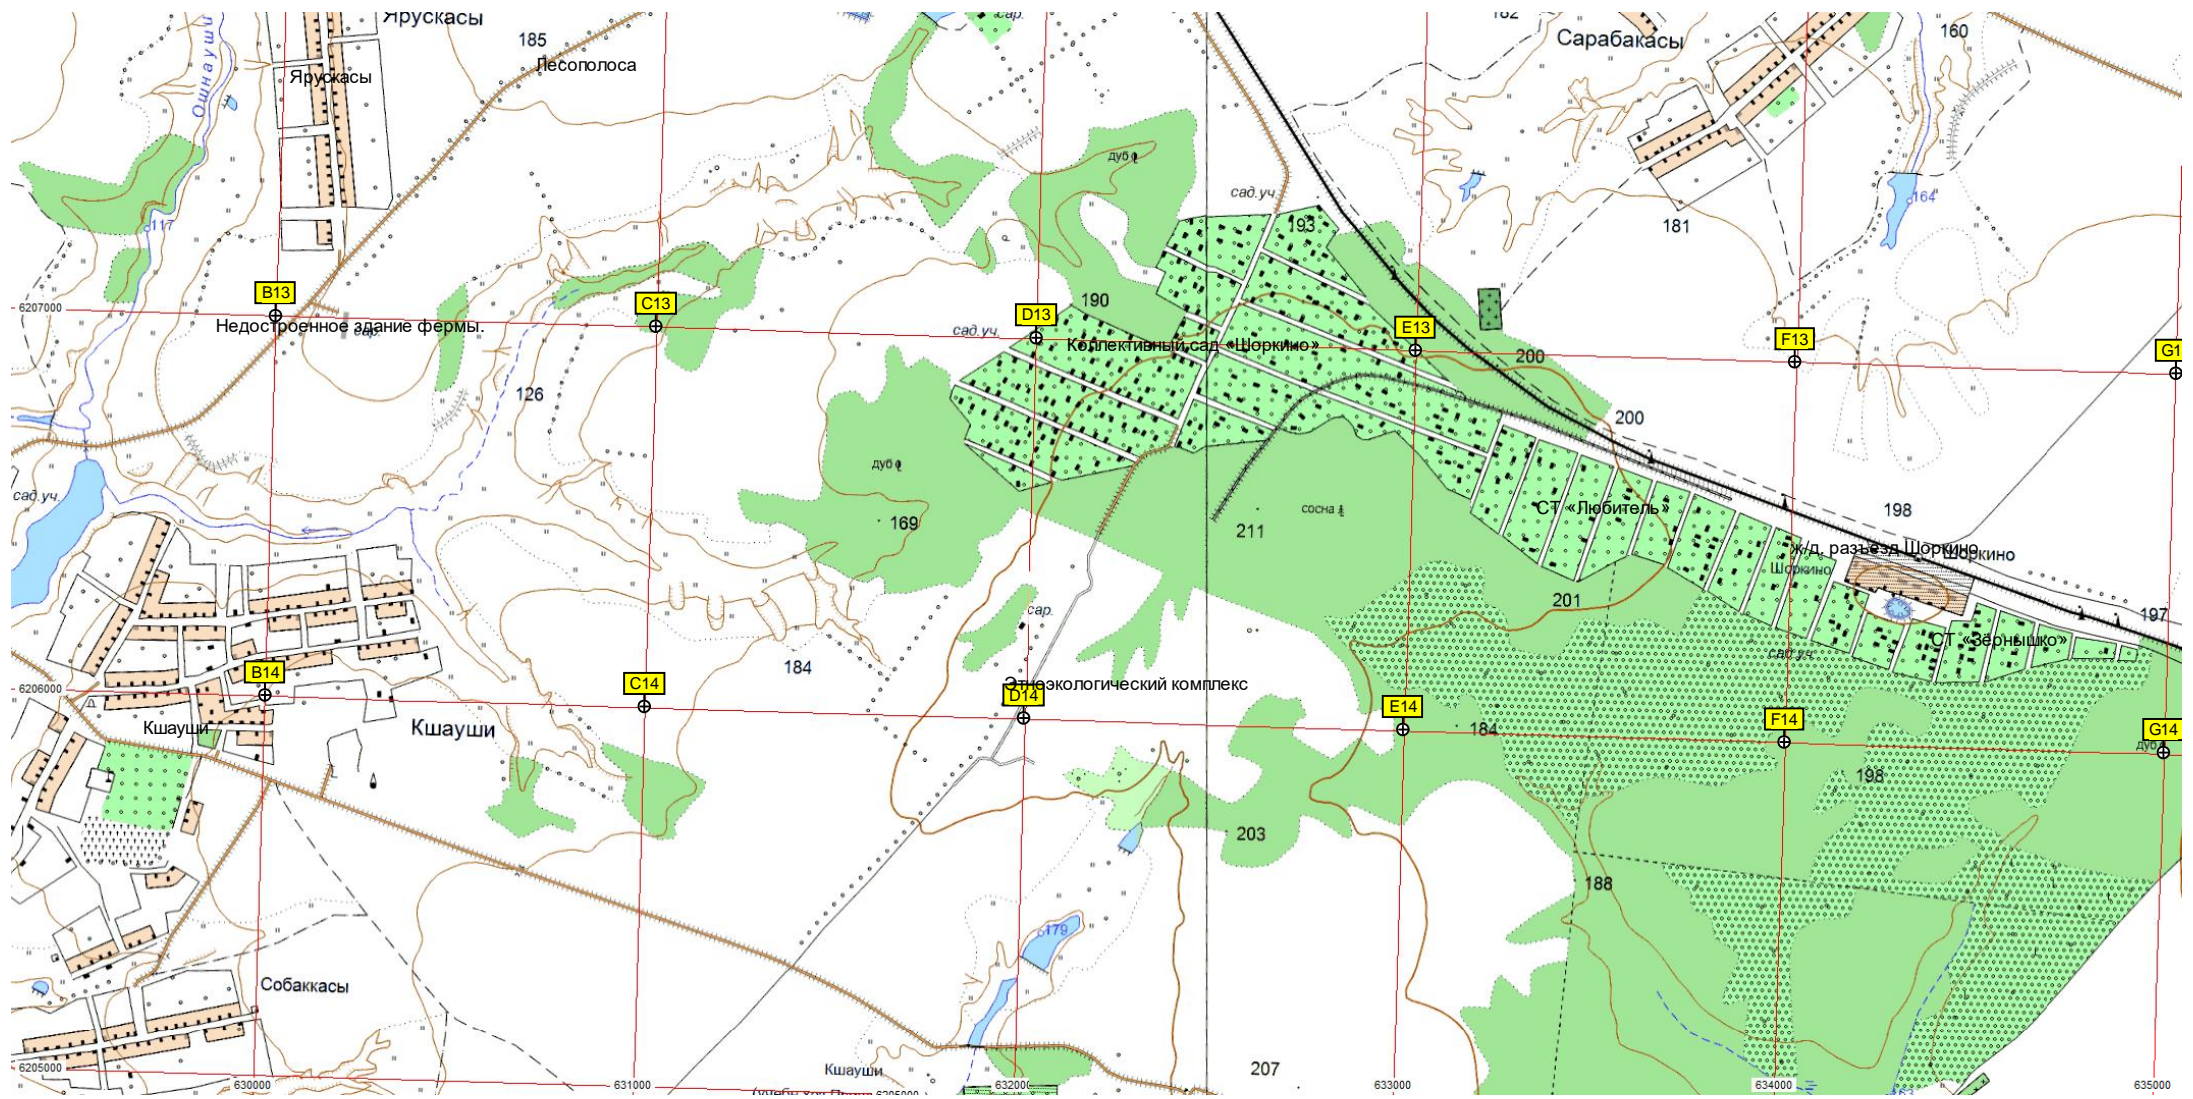 Ярускасы
сар.
182
Сарабакасы
160
185
Лесополоса
Ярускасы
Ошнауши
дуб
сад.уч.
193
181
164
117
B13
C13
D13
E13
F13
G1
6207000
190
200
Недостроенное здание фермы.
сар.
сад.уч.
Коллективный сад «Шоркино»
126
200
дуб
сад.уч.
169
211
сосна
СТ «Любитель»
198
ж/д. разъезд Шоркино
Шоркино
Шоркино
201
сар.
197
184
СТ «Зёрнышко»
сад.уч.
B14
C14
D14
E14
F14
G14
Этноэкологический комплекс
6206000
Кшауши
Кшауши
184
дуб
198
203
188
179
Собаккасы
Кшауши
207
6205000
630000
631000
632000
633000
634000
635000
6205000
163